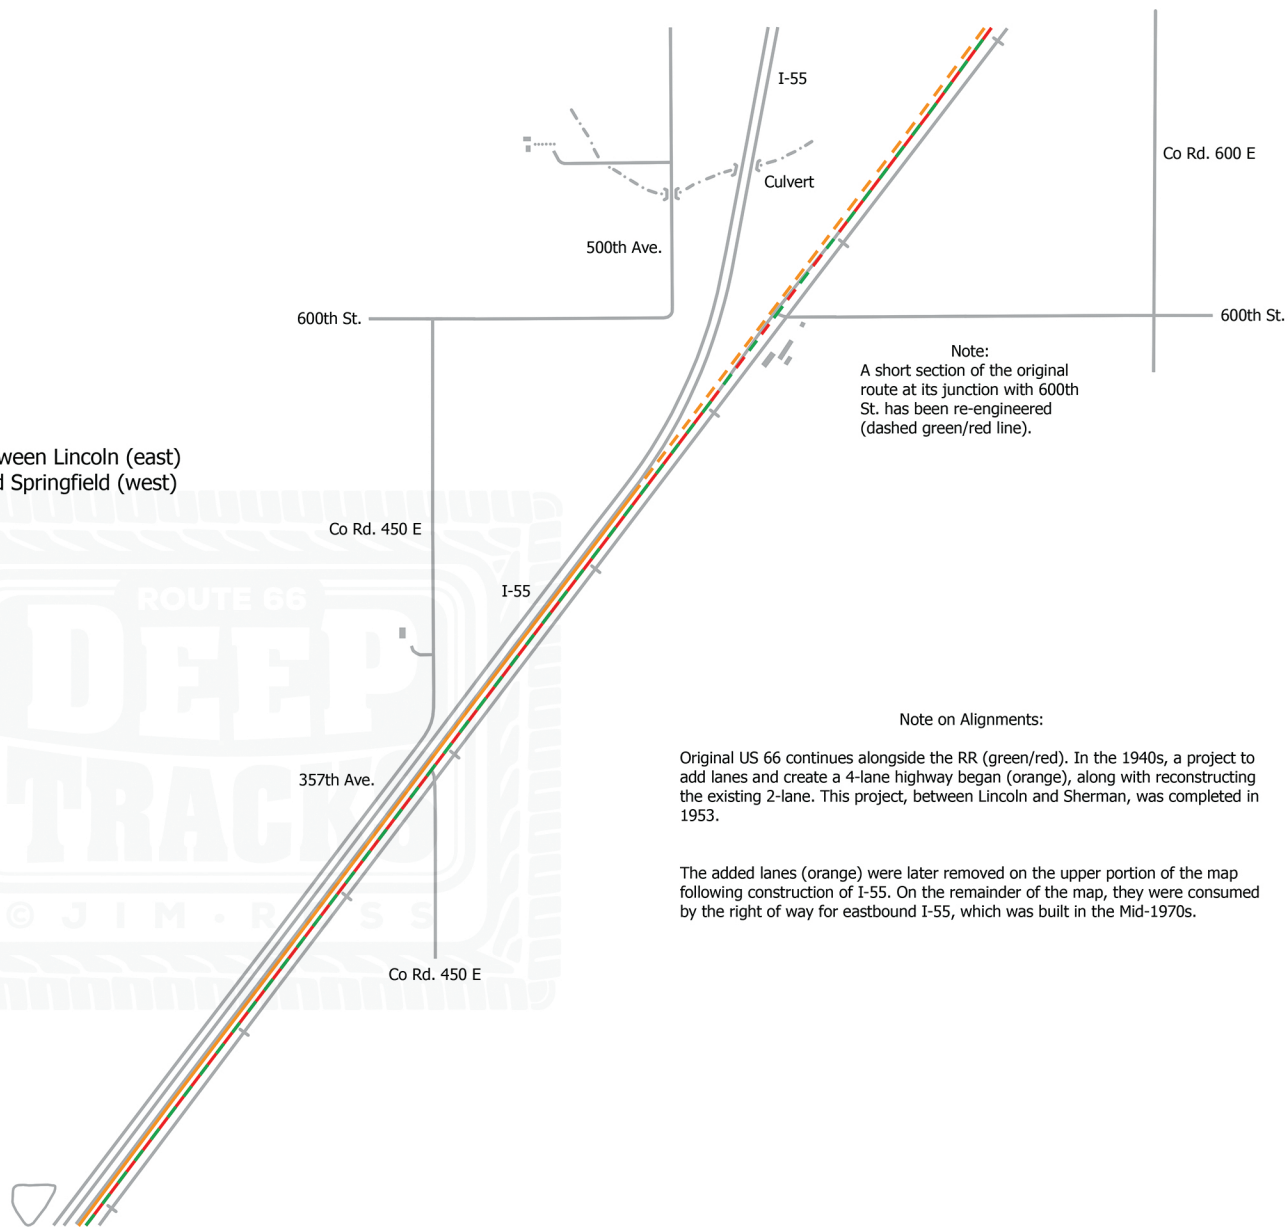 I-55
Co Rd. 600 E
Culvert
500th Ave.
600th St.
600th St.
Note:
A short section of the original
route at its junction with 600th
St. has been re-engineered
(dashed green/red line).
ween Lincoln (east)
d Springfield (west)
Co Rd. 450 E
I-55
ROUTE 66
DEEP
TRACKS
© JIM • ROSS
357th Ave.
Co Rd. 450 E
Note on Alignments:
Original US 66 continues alongside the RR (green/red). In the 1940s, a project to
add lanes and create a 4-lane highway began (orange), along with reconstructing
the existing 2-lane. This project, between Lincoln and Sherman, was completed in
1953.
The added lanes (orange) were later removed on the upper portion of the map
following construction of I-55. On the remainder of the map, they were consumed
by the right of way for eastbound I-55, which was built in the Mid-1970s.